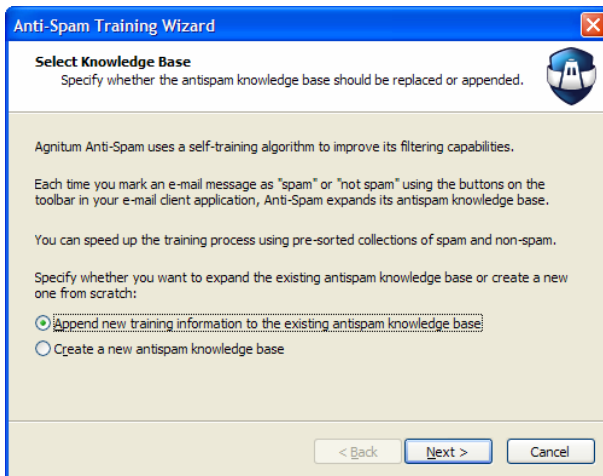 Anti-Spam Training Wizard
Select Knowledge Base
Specify whether the antispam knowledge base should be replaced or appended.
Agnitum Anti-Spam uses a self-training algorithm to improve its filtering capabilities.
Each time you mark an e-mail message as "spam" or "not spam" using the buttons on the
toolbar in your e-mail client application, Anti-Spam expands its antispam knowledge base.
You can speed up the training process using pre-sorted collections of spam and non-spam.
Specify whether you want to expand the existing antispam knowledge base or create a new
one from scratch:
Append new training information to the existing antispam knowledge base
Create a new antispam knowledge base
< Back
Next >
Cancel